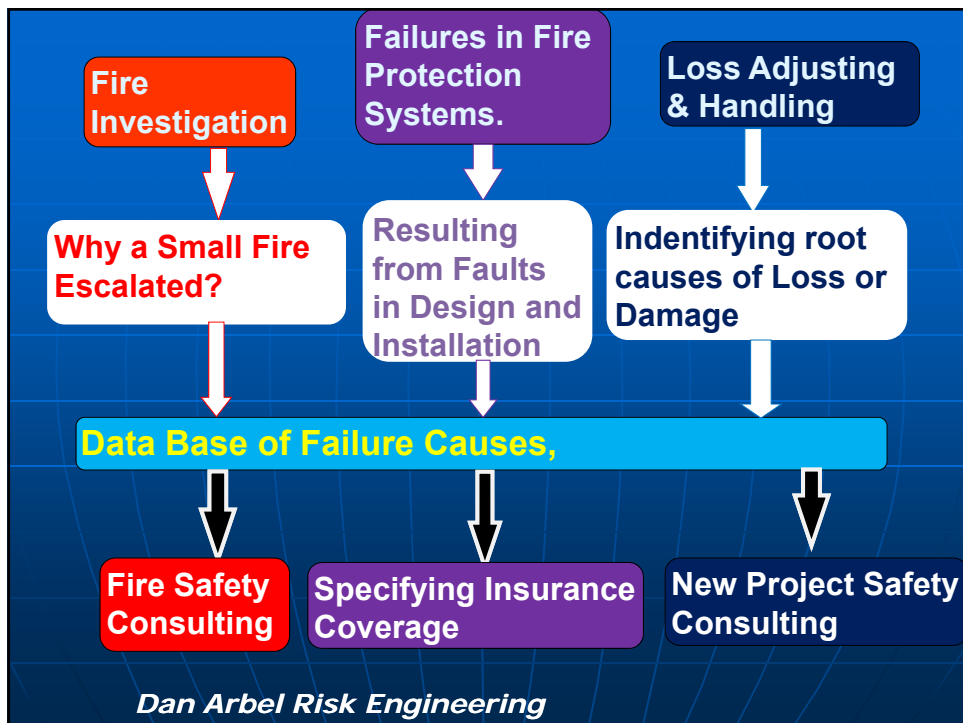 Fire
Investigation
Failures in Fire
Protection
Systems.
Loss Adjusting
& Handling
Why a Small Fire
Escalated?
Resulting
from Faults
in Design and
Installation
Indentifying root
causes of Loss or
Damage
Data Base of Failure Causes,
Fire Safety
Consulting
Specifying Insurance
Coverage
New Project Safety
Consulting
Dan Arbel Risk Engineering